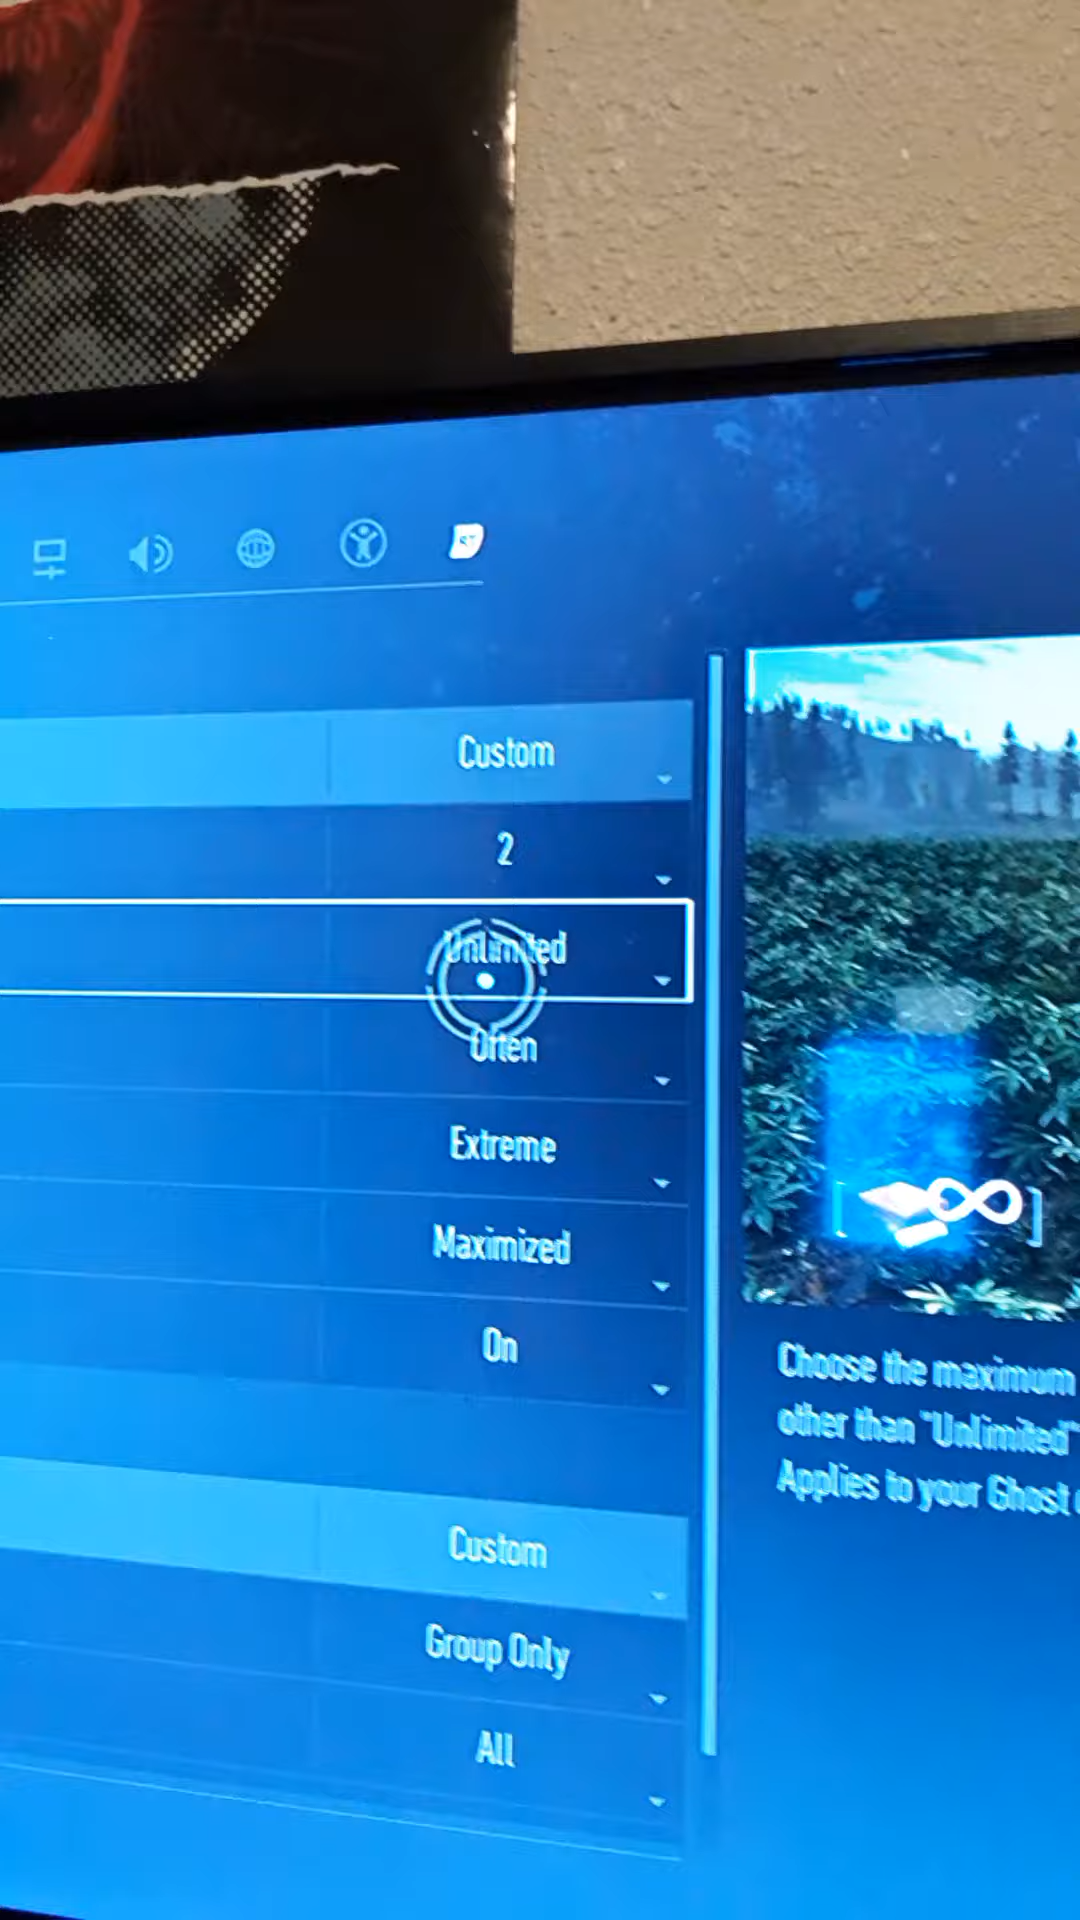 Custom
2
Unlimited
Often
Extreme
Maximized
On
Custom
Group Only
All
Choose the maximum
other than "Unlimited"
Applies to your Ghost